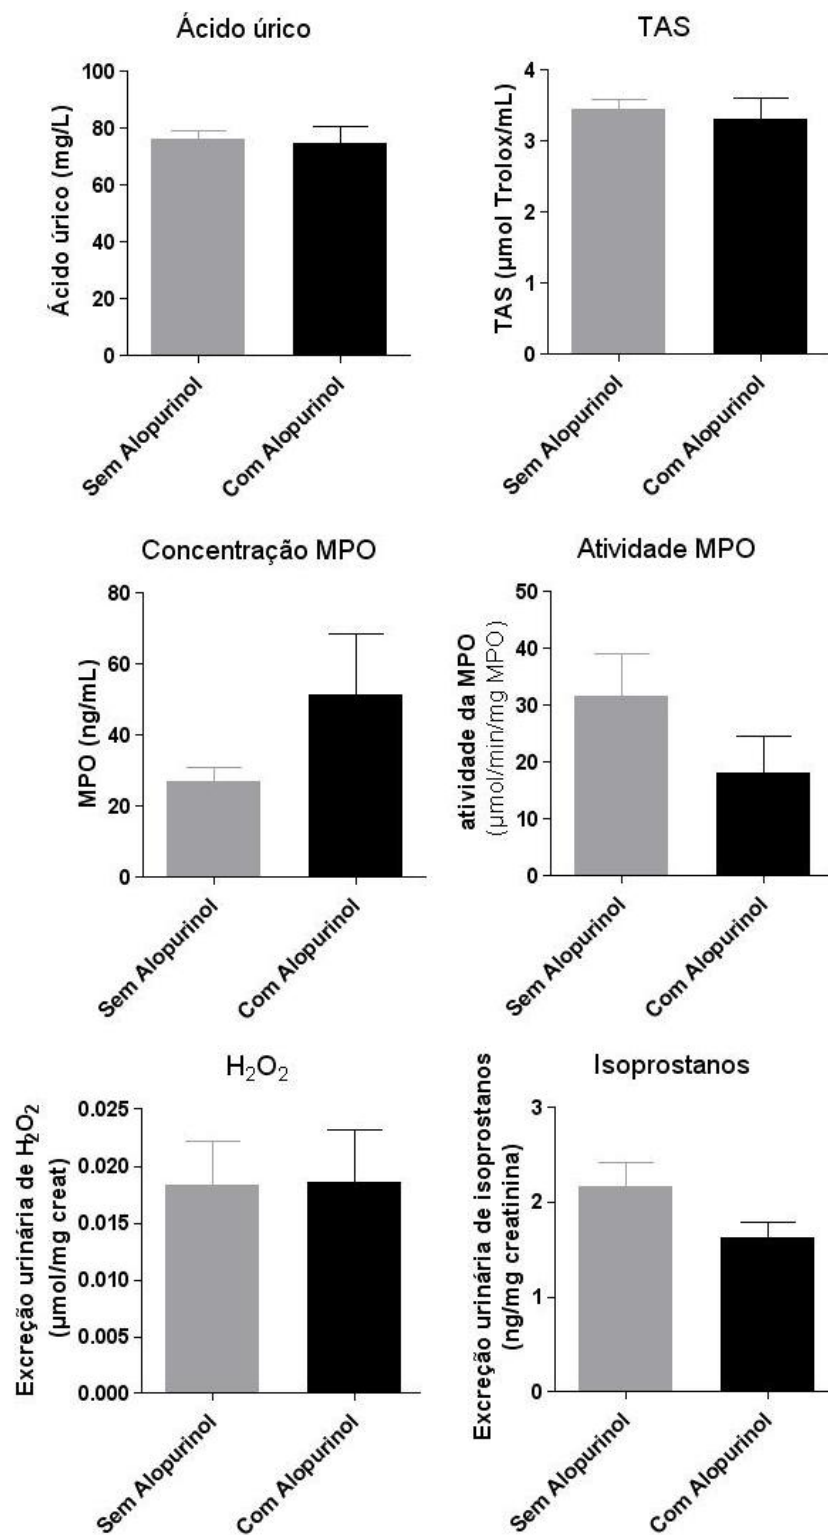 Ácido úrico
Ácido úrico (mg/L)
100
80
60
40
20
0
Sem Alopurinol
Com Alopurinol
TAS
TAS (µmol Trolox/mL)
4
3
2
1
0
Sem Alopurinol
Com Alopurinol
Concentração MPO
MPO (ng/mL)
80
60
40
20
0
Sem Alopurinol
Com Alopurinol
Atividade MPO
atividade da MPO
(µmol/min/mg MPO)
50
40
30
20
10
0
Sem Alopurinol
Com Alopurinol
H₂O₂
Excreção urinária de H₂O₂
(µmol/mg creat)
0.025
0.020
0.015
0.010
0.005
0.000
Sem Alopurinol
Com Alopurinol
Isoprostanos
Excreção urinária de isoprostanos
(ng/mg creatinina)
3
2
1
0
Sem Alopurinol
Com Alopurinol